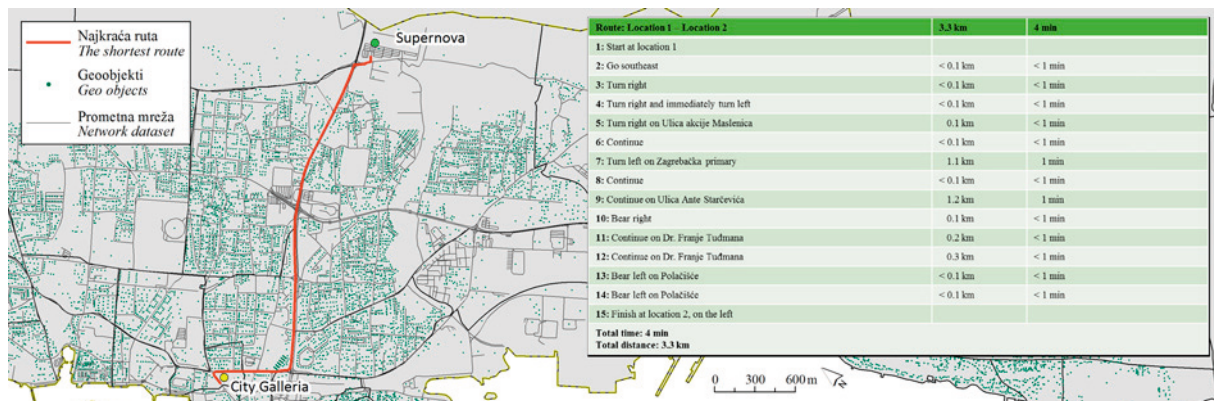 Najkraća ruta
The shortest route
Geoobjekti
Geo objects
Prometna mreža
Network dataset
Supernova
City Galleria
0 300 600 m
N
Route: Location 1 – Location 2 3,3 km 4 min
1: Start at location 1
2: Go southeast < 0.1 km < 1 min
3: Turn right < 0.1 km < 1 min
4: Turn right and immediately turn left < 0.1 km < 1 min
5: Turn right on Ulica akcije Maslenica 0.1 km < 1 min
6: Continue < 0.1 km < 1 min
7: Turn left on Zagrebačka primary 1.1 km 1 min
8: Continue < 0.1 km < 1 min
9: Continue on Ulica Ante Starčevića 1.2 km 1 min
10: Bear right 0.1 km < 1 min
11: Continue on Dr. Franje Tuđmana 0.2 km < 1 min
12: Continue on Dr. Franje Tuđmana 0.3 km < 1 min
13: Bear left on Polačišće < 0.1 km < 1 min
14: Bear left on Polačišće < 0.1 km < 1 min
15: Finish at location 2, on the left
Total time: 4 min
Total distance: 3.3 km